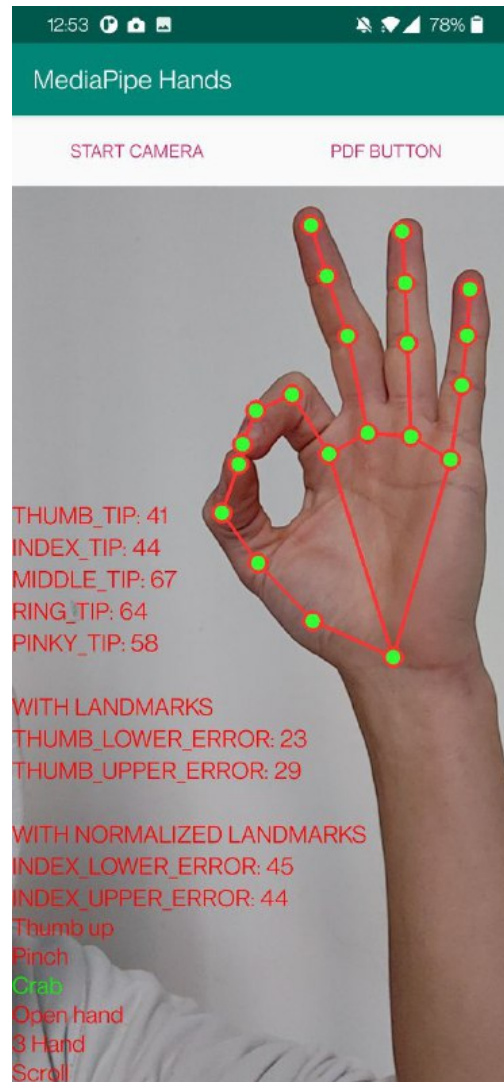 12:53 78%
MediaPipe Hands
START CAMERA PDF BUTTON
THUMB_TIP: 41
INDEX_TIP: 44
MIDDLE_TIP: 67
RING_TIP: 64
PINKY_TIP: 58
WITH LANDMARKS
THUMB_LOWER_ERROR: 23
THUMB_UPPER_ERROR: 29
WITH NORMALIZED LANDMARKS
INDEX_LOWER_ERROR: 45
INDEX_UPPER_ERROR: 44
Thumb up
Pinch
Crab
Open hand
3 Hand
Scroll